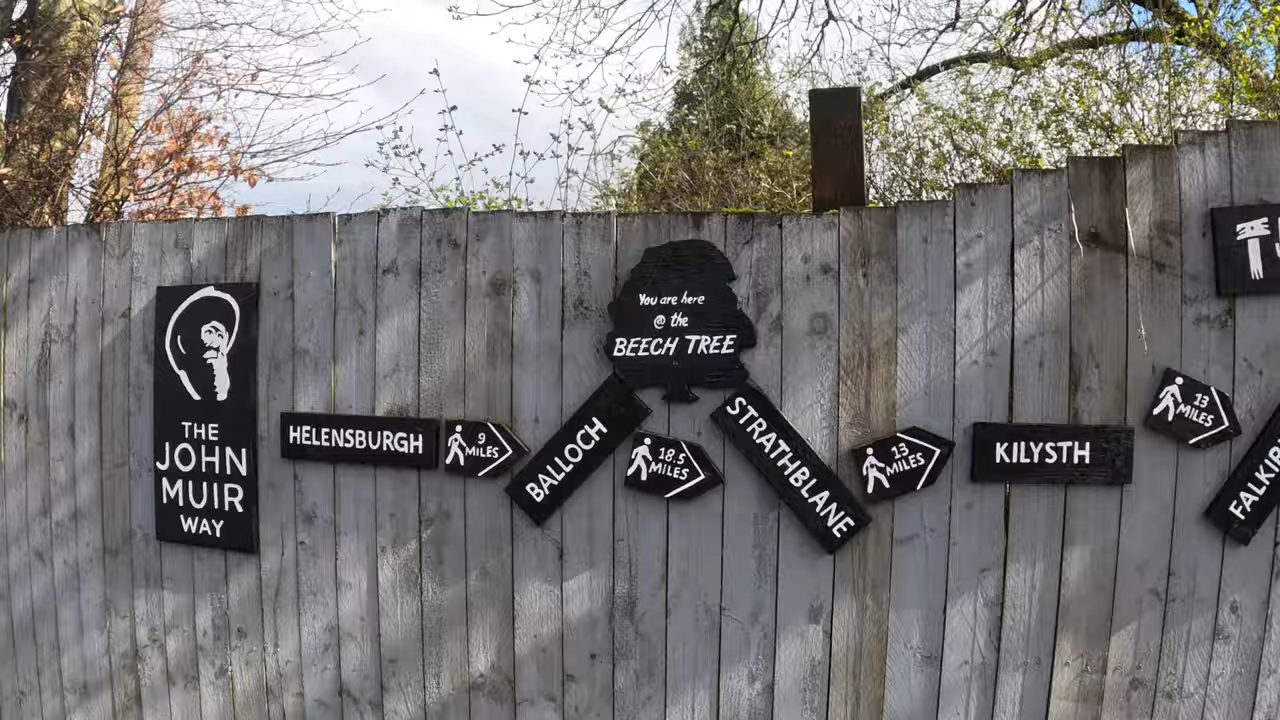 THE
JOHN
MUIR
WAY
HELENSBURGH
9
MILES
BALLOCH
18.5
MILES
You are here
@ the
BEECH TREE
STRATHBLANE
13
MILES
KILYSTH
13
MILES